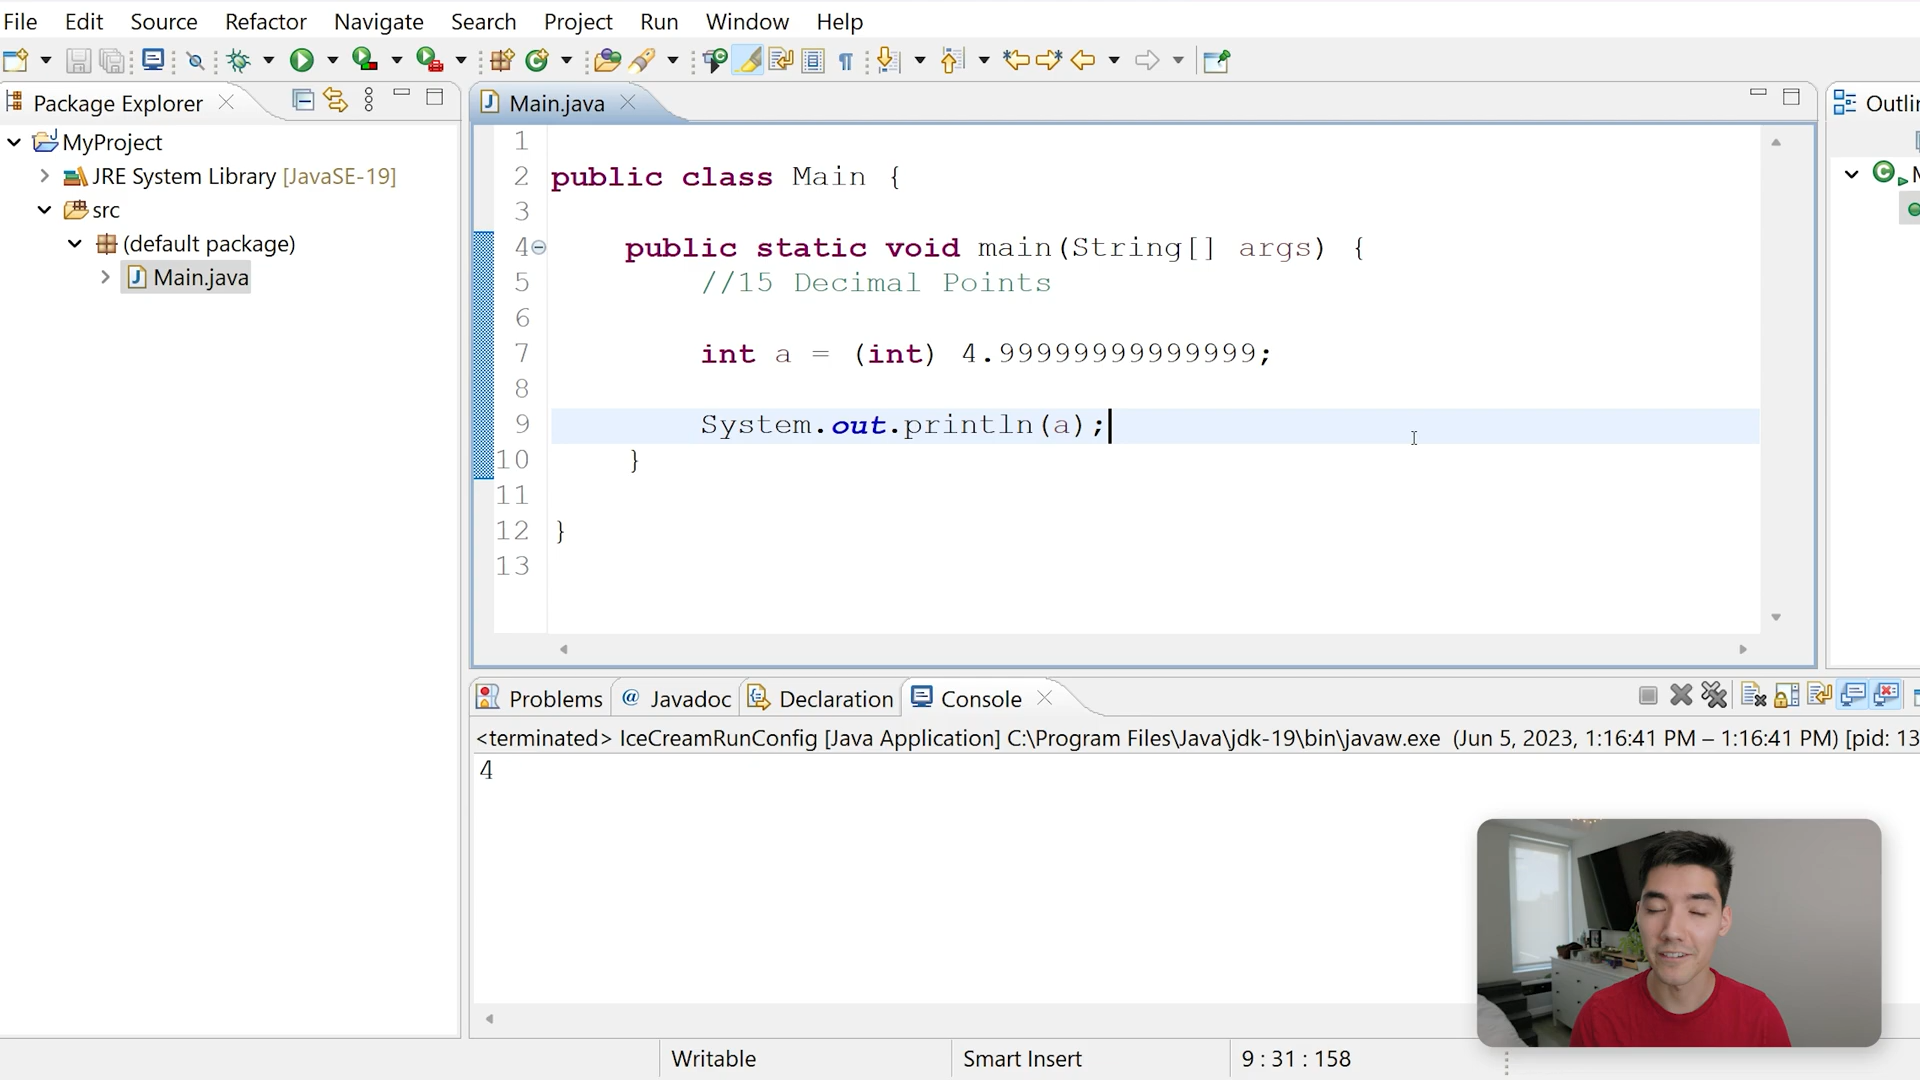 File Edit Source Refactor Navigate Search Project Run Window Help
Package Explorer
MyProject
JRE System Library [JavaSE-19]
src
(default package)
Main.java
Main.java
1
2 public class Main {
3
4 public static void main(String[] args) {
5 //15 Decimal Points
6
7 int a = (int) 4.99999999999999;
8
9 System.out.println(a);
10 }
11
12 }
13
Problems @ Javadoc Declaration Console
<terminated> IceCreamRunConfig [Java Application] C:\Program Files\Java\jdk-19\bin\javaw.exe (Jun 5, 2023, 1:16:41 PM – 1:16:41 PM) [pid: 13
4
Writable Smart Insert 9 : 31 : 158